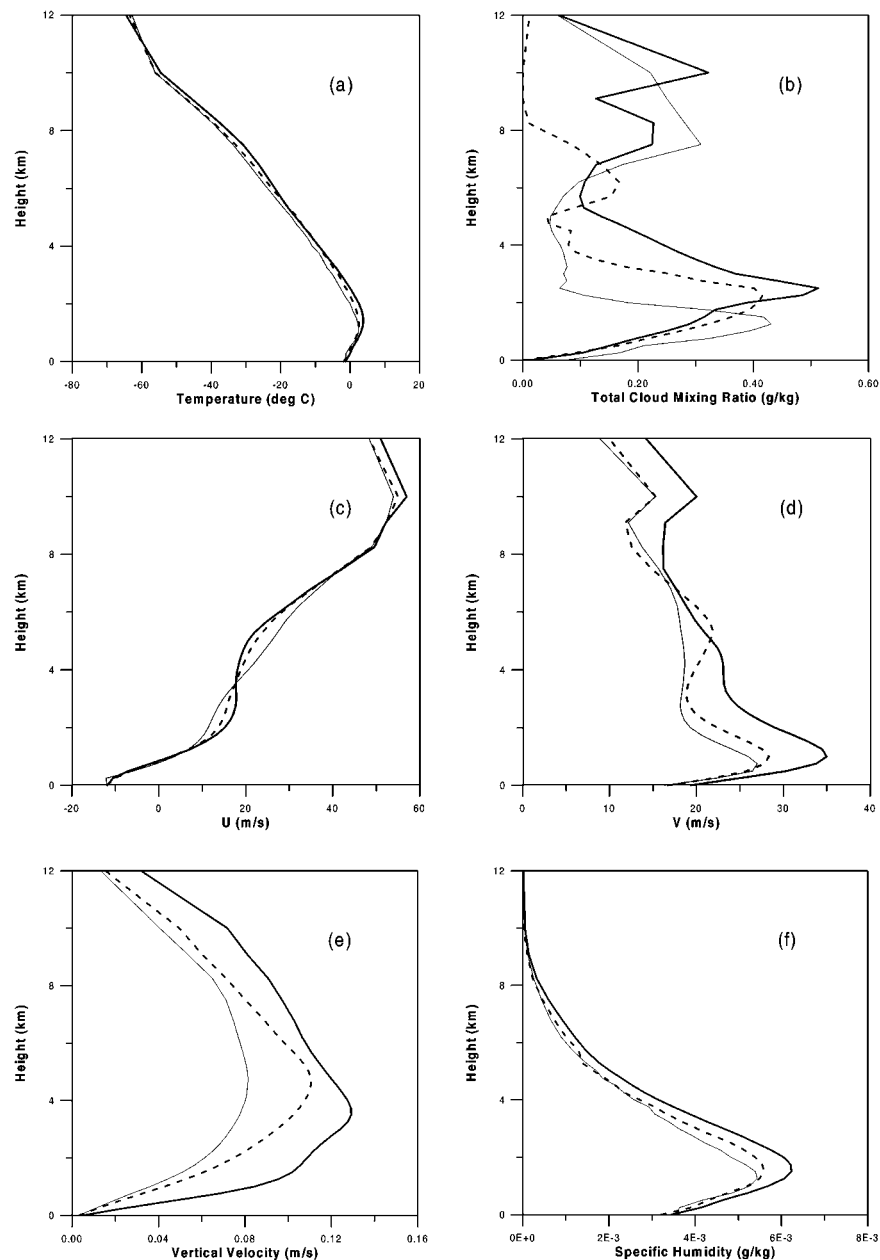 12
8
4
0
Height (km)
(a)
-80 -60 -40 -20 0 20
Temperature (deg C)
12
8
4
0
Height (km)
(b)
0.00 0.20 0.40 0.60
Total Cloud Mixing Ratio (g/kg)
12
8
4
0
Height (km)
(c)
-20 0 20 40 60
U (m/s)
12
8
4
0
Height (km)
(d)
0 10 20 30 40
V (m/s)
12
8
4
0
Height (km)
(e)
0.00 0.04 0.08 0.12 0.16
Vertical Velocity (m/s)
12
8
4
0
Height (km)
(f)
0E+0 2E-3 4E-3 6E-3 8E-3
Specific Humidity (g/kg)